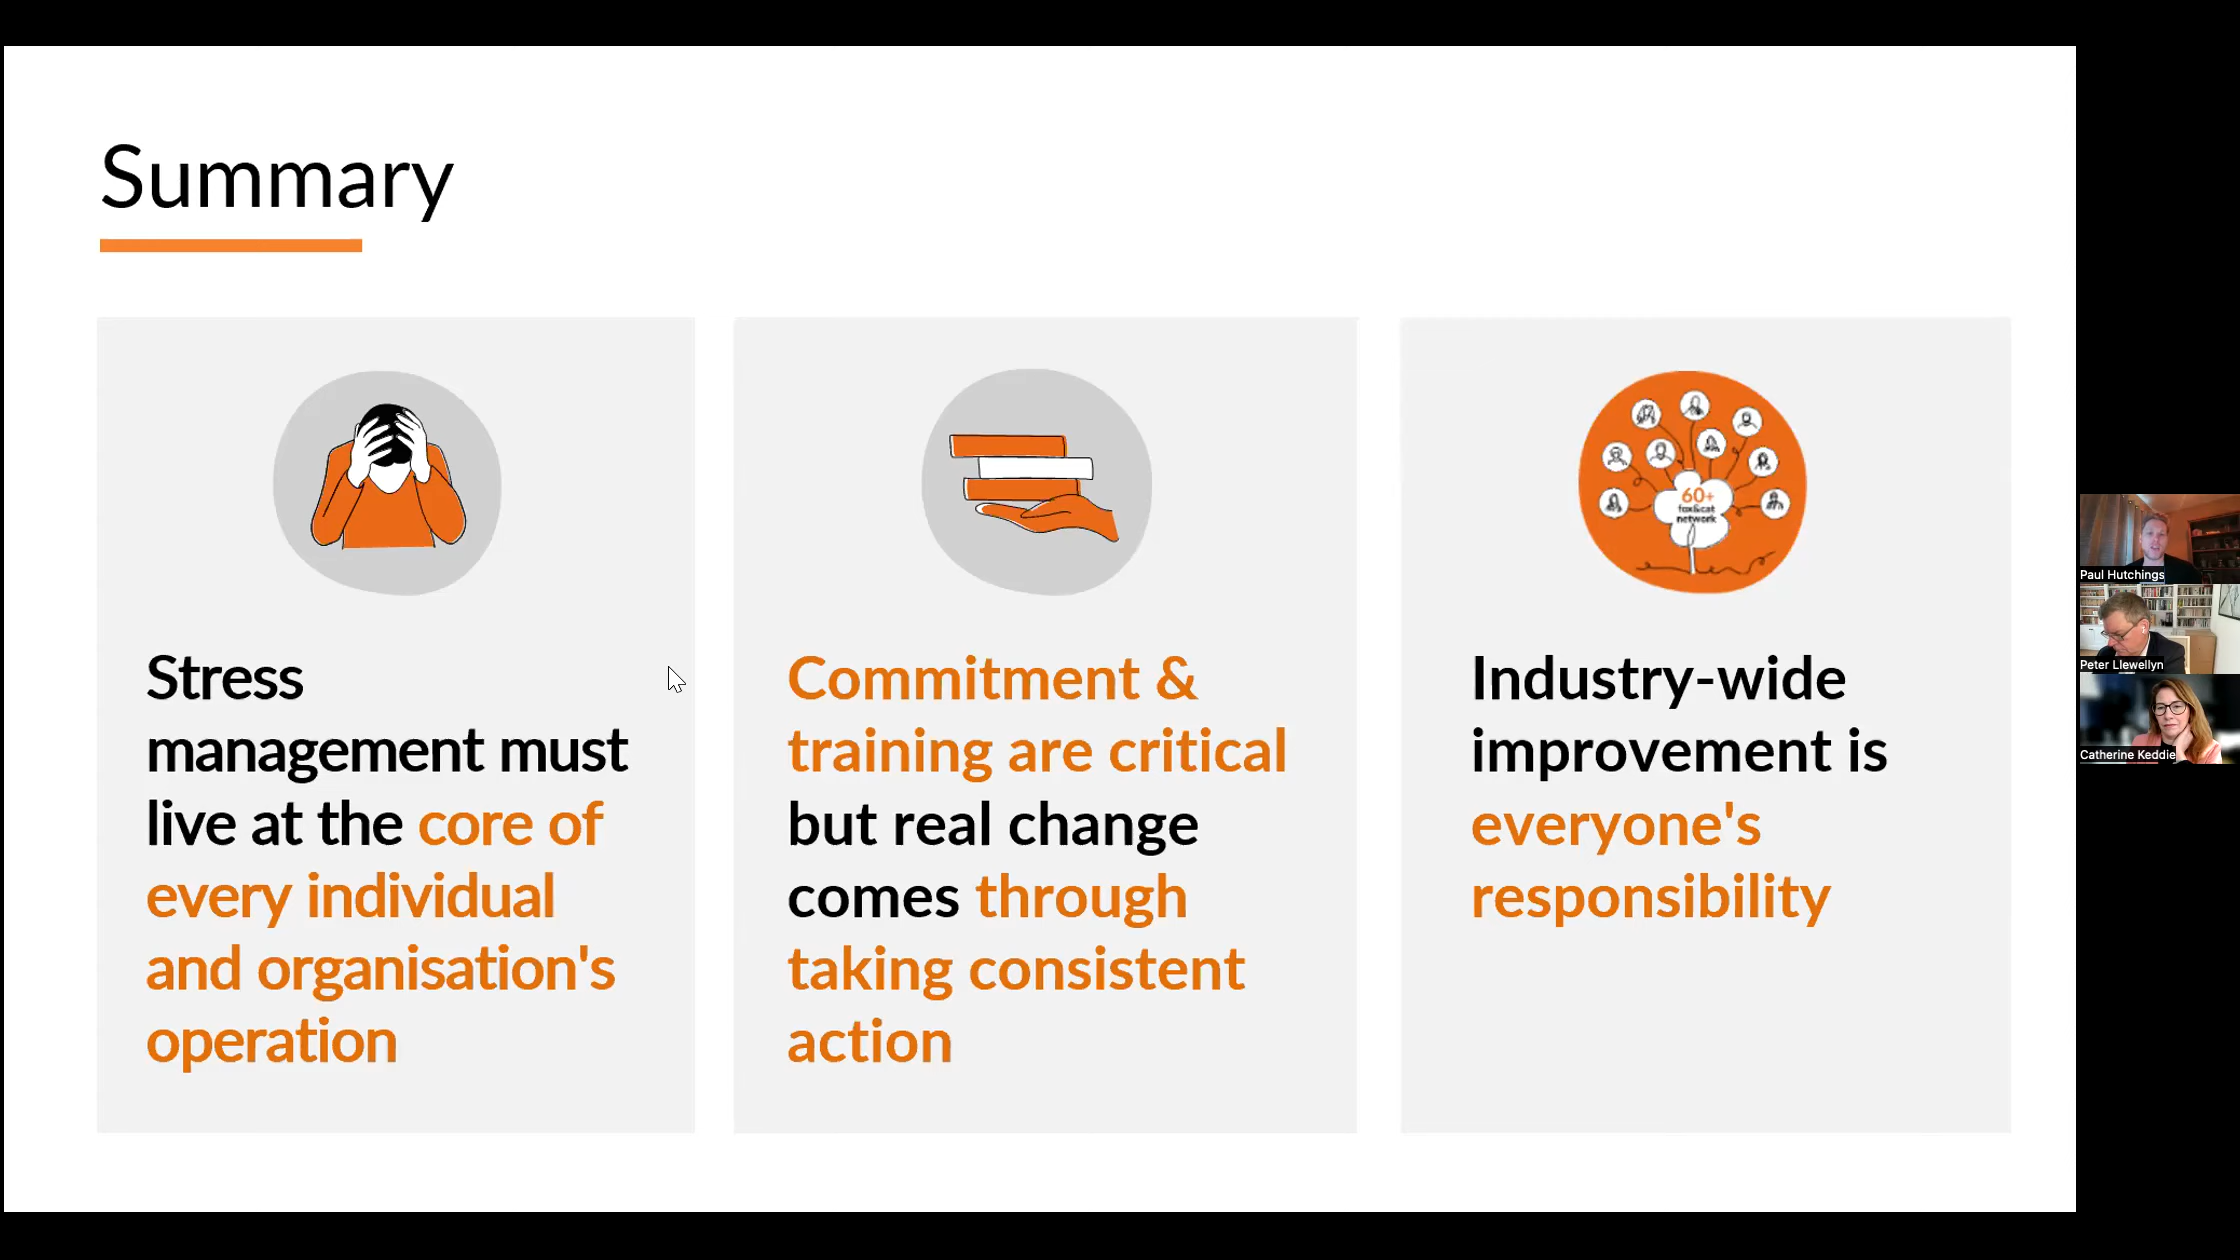 Summary
60+
fox&cat
network
Stress
management must
live at the core of
every individual
and organisation's
operation
Commitment &
training are critical
but real change
comes through
taking consistent
action
Industry-wide
improvement is
everyone's
responsibility
Paul Hutchings
Peter Llewellyn
Catherine Keddie